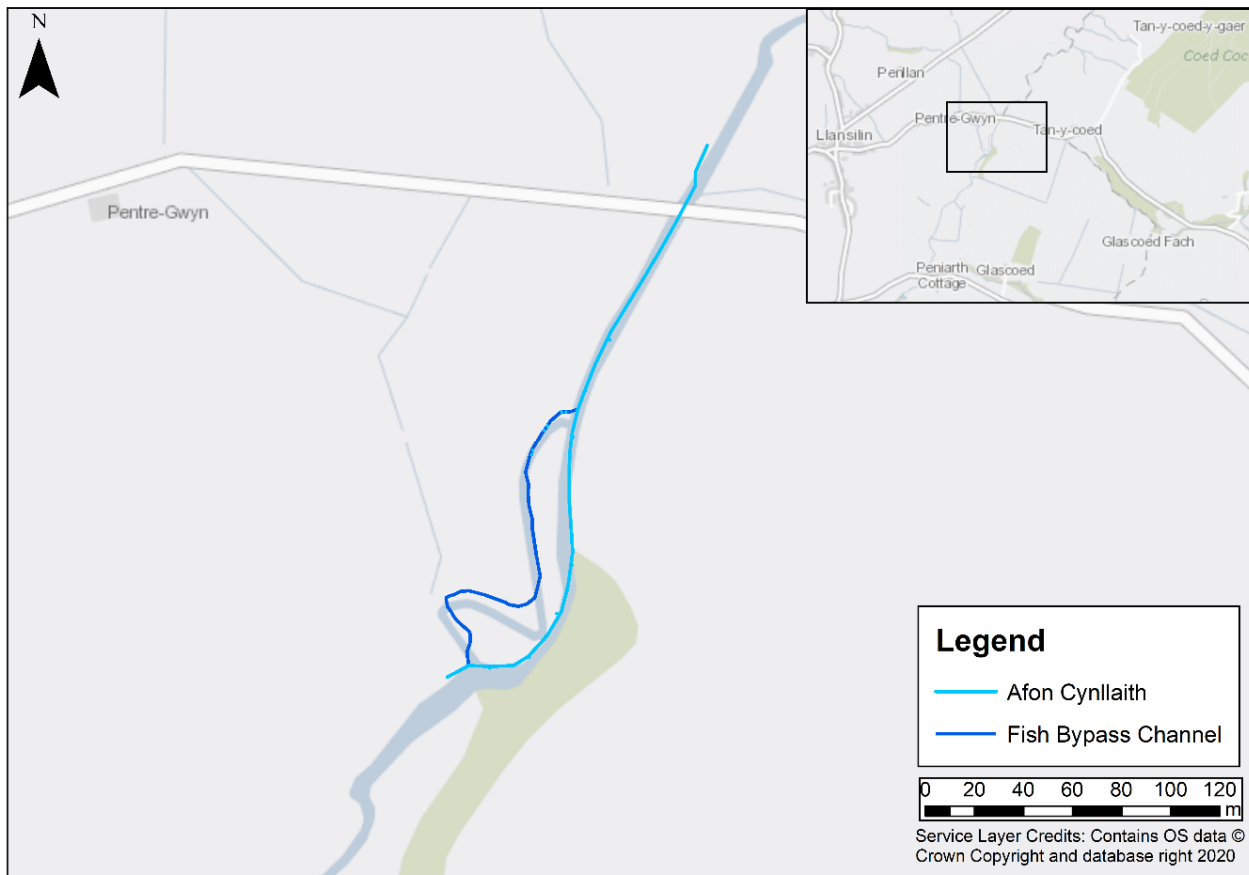 N
Pentre-Gwyn
Tan-y-coed-y-gaer
Coed Coc
Penllan
Pentre-Gwyn
Llansilin
Tan-y-coed
Glascoed Fach
Peniarth
Cottage
Glascoed
Legend
Afon Cynllaith
Fish Bypass Channel
0 20 40 60 80 100 120
m
Service Layer Credits: Contains OS data ©
Crown Copyright and database right 2020